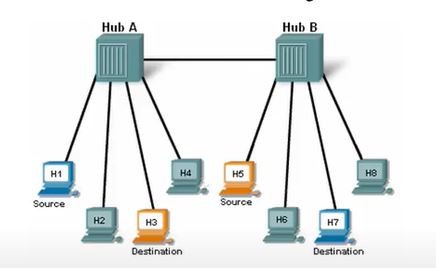 Hub A
Hub B
H1
H4
H5
H8
Source
Source
H2
H3
H6
H7
Destination
Destination